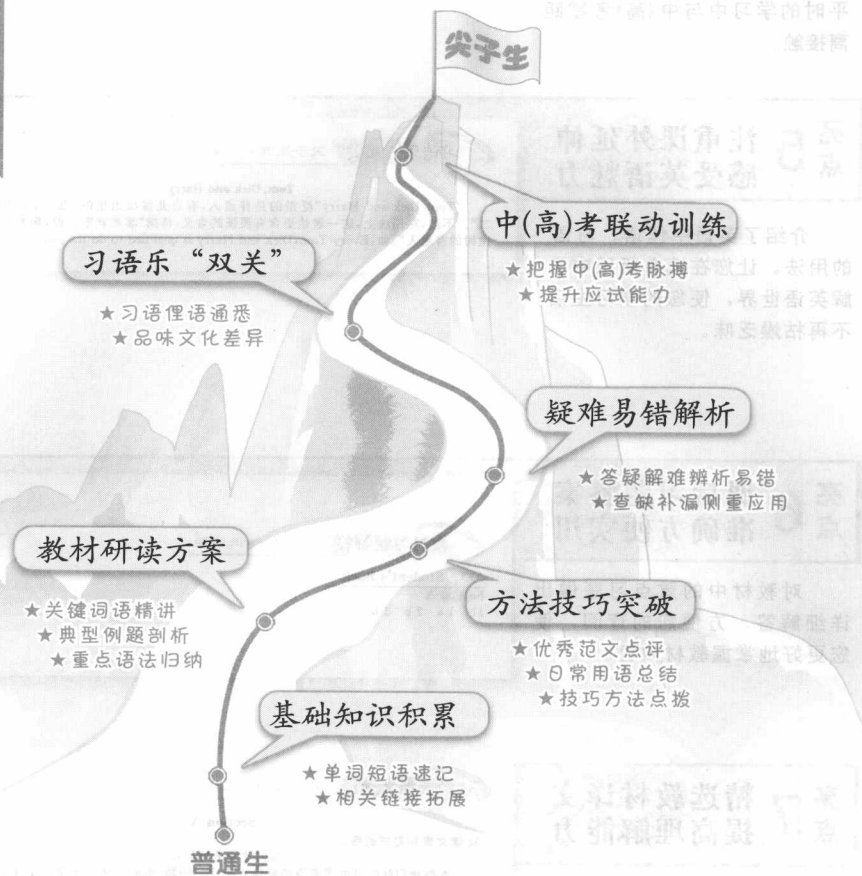 尖子生
中(高)考联动训练
★把握中(高)考脉搏
★提升应试能力
习语乐“双关”
★习语俚语通悉
★品味文化差异
疑难易错解析
★答疑解难辨析易错
★查缺补漏侧重应用
教材研读方案
★关键词语精讲
★典型例题剖析
★重点语法归纳
方法技巧突破
★优秀范文点评
★日常用语总结
★技巧方法点拨
基础知识积累
★单词短语速记
★相关链接拓展
普通生